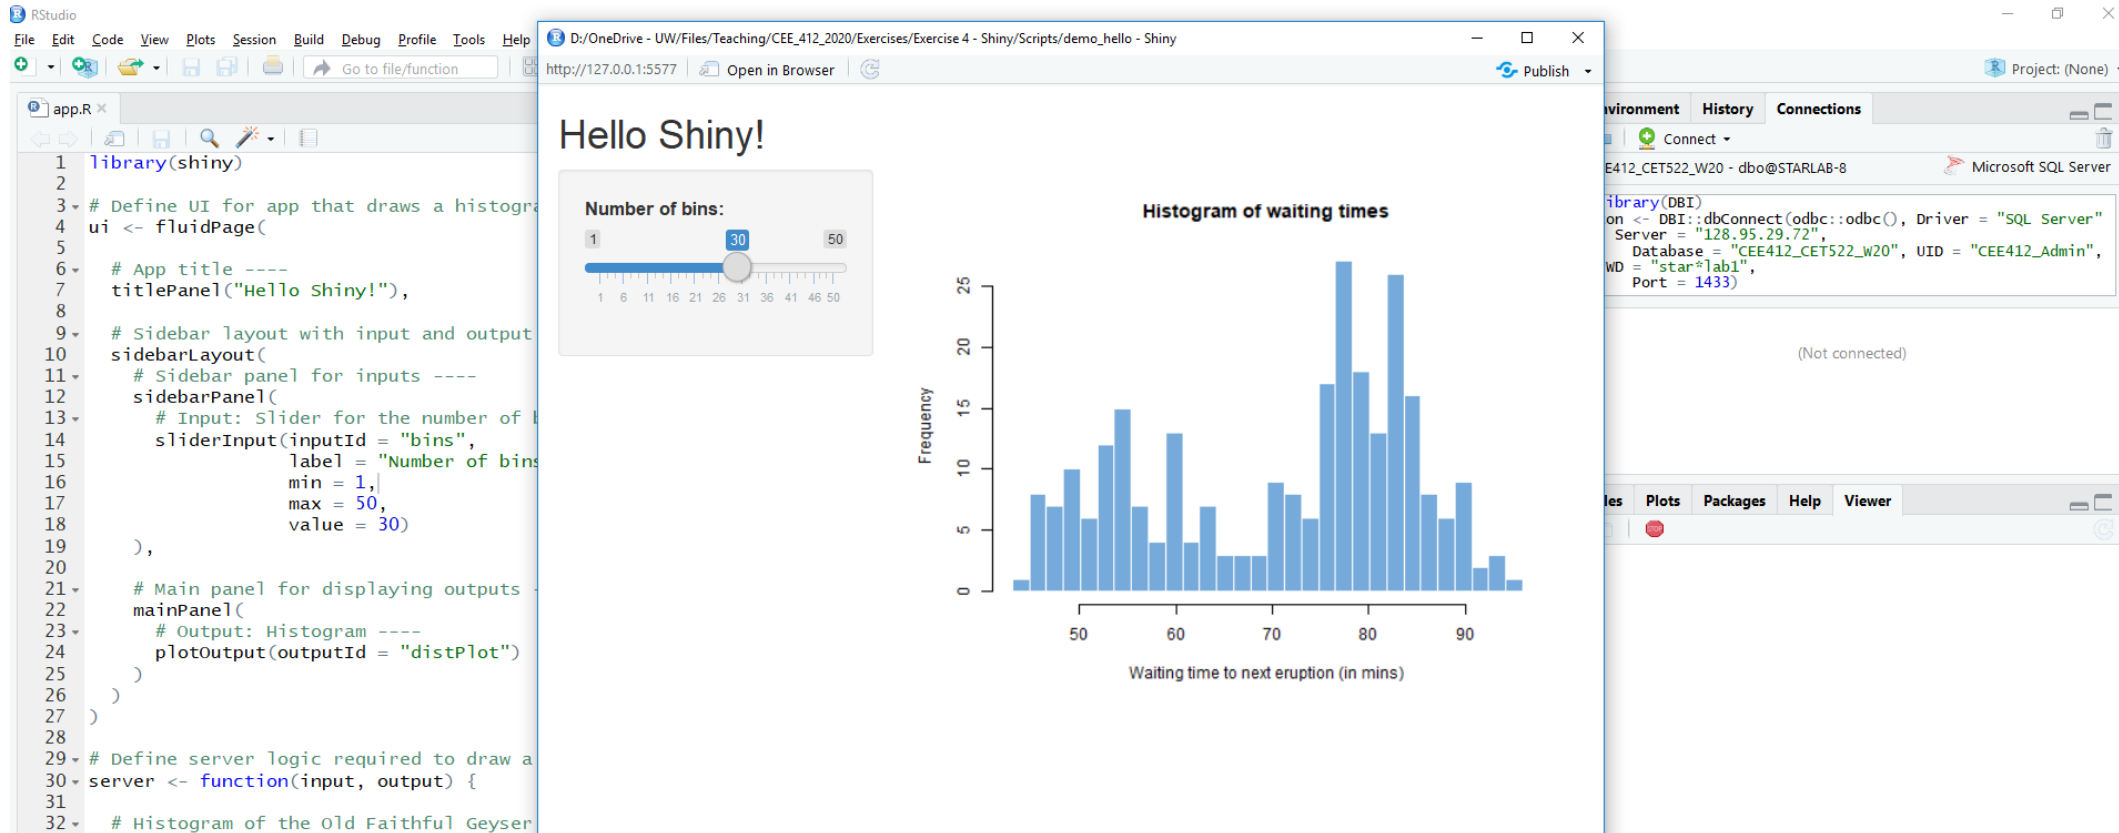 RStudio
File Edit Code View Plots Session Build Debug Profile Tools Help
Go to file/function
Project: (None)
app.R
1 library(shiny)
2
3 # Define UI for app that draws a histogra
4 ui <- fluidPage(
5
6 # App title ----
7 titlePanel("Hello Shiny!"),
8
9 # Sidebar layout with input and output
10 sidebarLayout(
11 # Sidebar panel for inputs ----
12 sidebarPanel(
13 # Input: Slider for the number of b
14 sliderInput(inputId = "bins",
15 label = "Number of bins
16 min = 1,
17 max = 50,
18 value = 30)
19 ),
20
21 # Main panel for displaying outputs -
22 mainPanel(
23 # Output: Histogram ----
24 plotOutput(outputId = "distPlot")
25 )
26 )
27 )
28
29 # Define server logic required to draw a
30 server <- function(input, output) {
31
32 # Histogram of the Old Faithful Geyser
D:/OneDrive - UW/Files/Teaching/CEE_412_2020/Exercises/Exercise 4 - Shiny/Scripts/demo_hello - Shiny
http://127.0.0.1:5577 Open in Browser Publish
Hello Shiny!
Number of bins:
1 30 50
1 6 11 16 21 26 31 36 41 46 50
Histogram of waiting times
Frequency
25
20
15
10
5
0
50 60 70 80 90
Waiting time to next eruption (in mins)
nvironment History Connections
Connect
E412_CET522_W20 - dbo@STARLAB-8 Microsoft SQL Server
ibrary(DBI)
on <- DBI::dbConnect(odbc::odbc(), Driver = "SQL Server"
Server = "128.95.29.72",
Database = "CEE412_CET522_W20", UID = "CEE412_Admin",
WD = "star*lab1",
Port = 1433)
(Not connected)
les Plots Packages Help Viewer
STOP